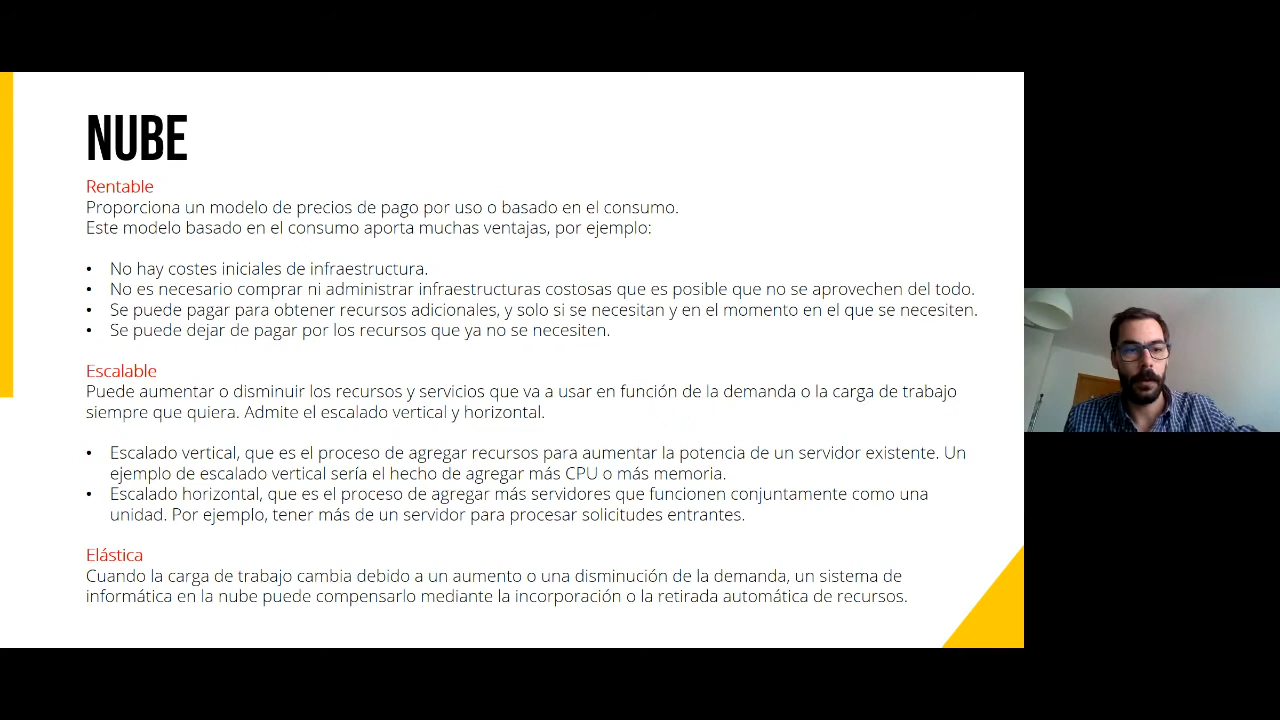 NUBE
Rentable
Proporciona un modelo de precios de pago por uso o basado en el consumo.
Este modelo basado en el consumo aporta muchas ventajas, por ejemplo:
• No hay costes iniciales de infraestructura.
• No es necesario comprar ni administrar infraestructuras costosas que es posible que no se aprovechen del todo.
• Se puede pagar para obtener recursos adicionales, y solo si se necesitan y en el momento en el que se necesiten.
• Se puede dejar de pagar por los recursos que ya no se necesiten.
Escalable
Puede aumentar o disminuir los recursos y servicios que va a usar en función de la demanda o la carga de trabajo
siempre que quiera. Admite el escalado vertical y horizontal.
• Escalado vertical, que es el proceso de agregar recursos para aumentar la potencia de un servidor existente. Un
ejemplo de escalado vertical sería el hecho de agregar más CPU o más memoria.
• Escalado horizontal, que es el proceso de agregar más servidores que funcionen conjuntamente como una
unidad. Por ejemplo, tener más de un servidor para procesar solicitudes entrantes.
Elástica
Cuando la carga de trabajo cambia debido a un aumento o una disminución de la demanda, un sistema de
informática en la nube puede compensarlo mediante la incorporación o la retirada automática de recursos.